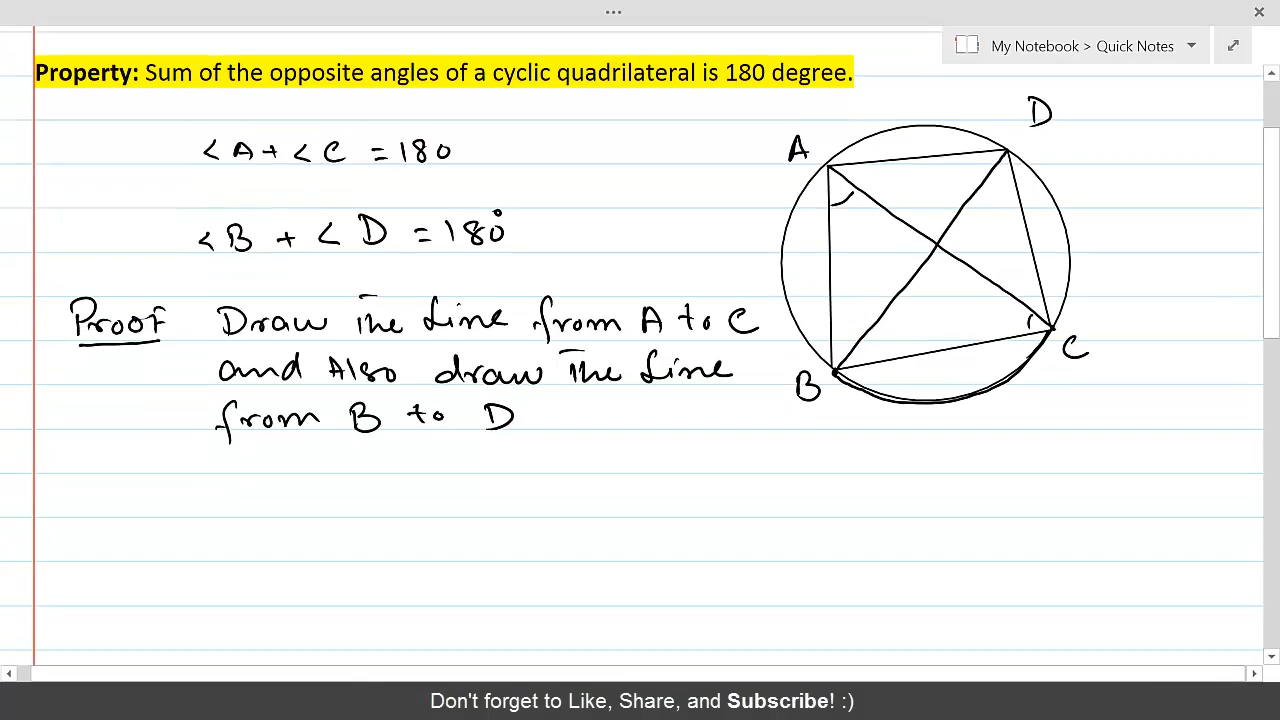 ...
My Notebook > Quick Notes
Property: Sum of the opposite angles of a cyclic quadrilateral is 180 degree.
D
A
<A + <C = 180
<B + <D = 180°
Proof Draw the line from A to C
C
and Also draw the line
B
from B to D
Don't forget to Like, Share, and Subscribe! :)